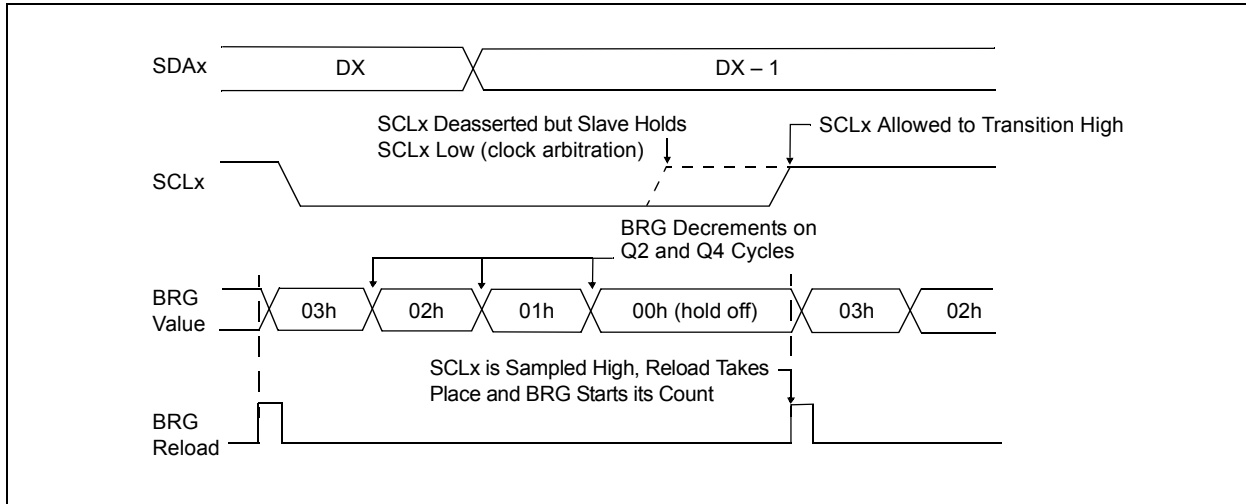 SDAx
DX
DX – 1
SCLx Deasserted but Slave Holds
SCLx Low (clock arbitration)
SCLx Allowed to Transition High
SCLx
BRG Decrements on
Q2 and Q4 Cycles
BRG
Value
03h
02h
01h
00h (hold off)
03h
02h
SCLx is Sampled High, Reload Takes
Place and BRG Starts its Count
BRG
Reload